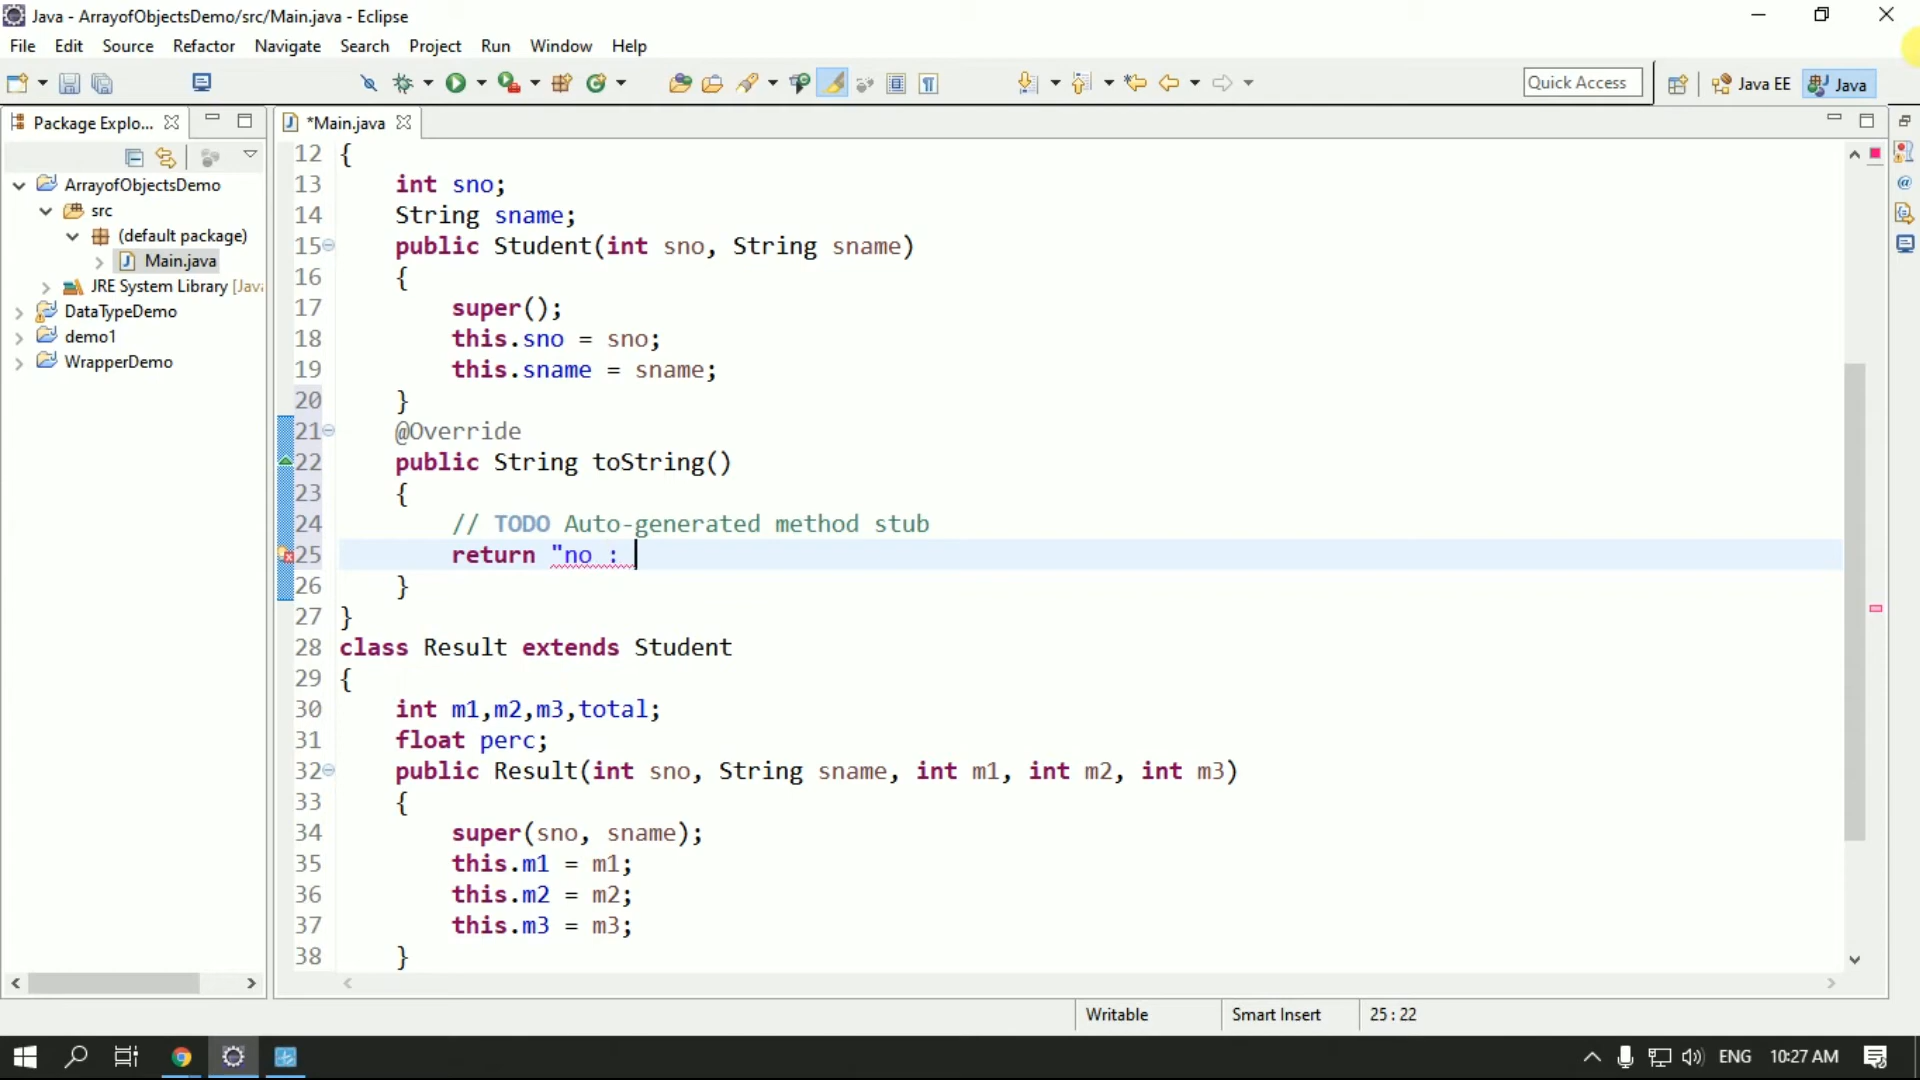 Java - ArrayofObjectsDemo/src/Main.java - Eclipse
File Edit Source Refactor Navigate Search Project Run Window Help
Quick Access Java EE Java
Package Explo... *Main.java
ArrayofObjectsDemo
src
(default package)
Main.java
JRE System Library [Java
DataTypeDemo
demo1
WrapperDemo
12 {
13 int sno;
14 String sname;
15 public Student(int sno, String sname)
16 {
17 super();
18 this.sno = sno;
19 this.sname = sname;
20 }
21 @Override
22 public String toString()
23 {
24 // TODO Auto-generated method stub
25 return "no :
26 }
27 }
28 class Result extends Student
29 {
30 int m1,m2,m3,total;
31 float perc;
32 public Result(int sno, String sname, int m1, int m2, int m3)
33 {
34 super(sno, sname);
35 this.m1 = m1;
36 this.m2 = m2;
37 this.m3 = m3;
38 }
Writable Smart Insert 25 : 22
ENG 10:27 AM